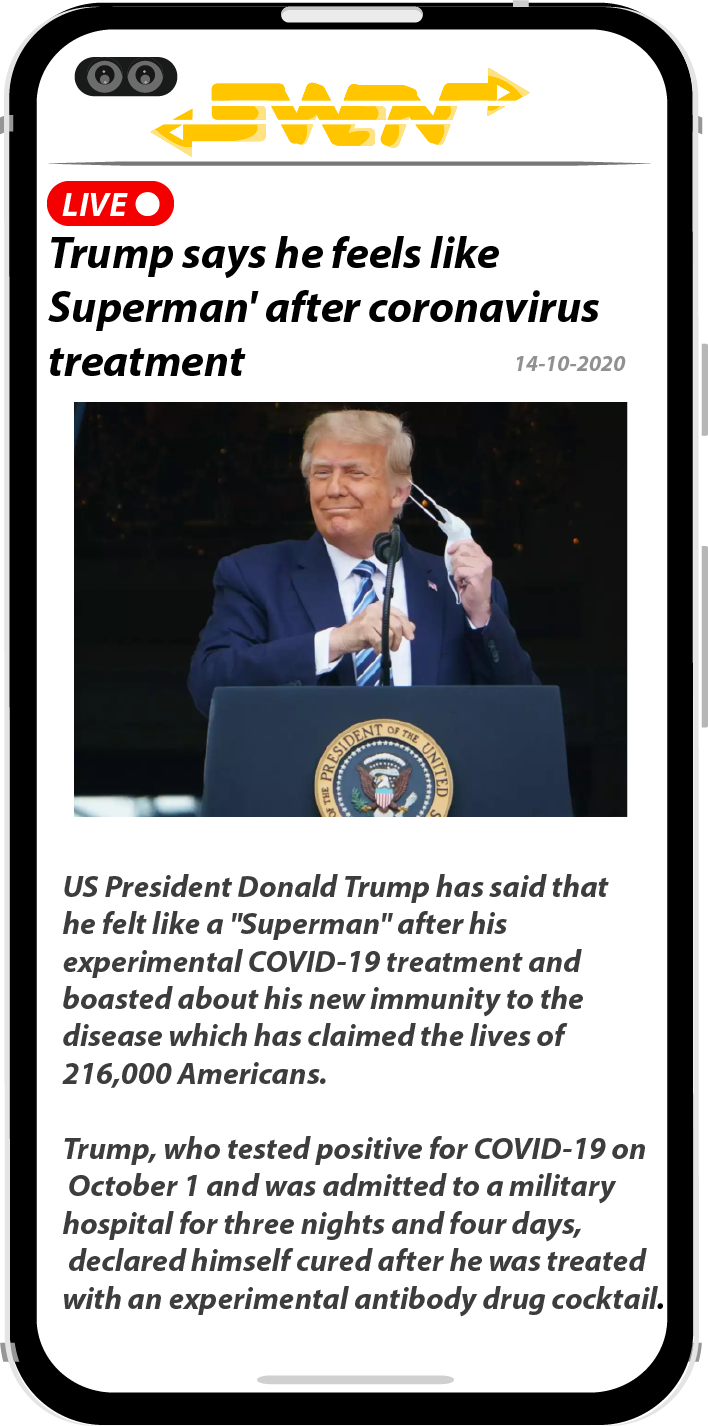 SWEN
LIVE
Trump says he feels like
Superman' after coronavirus
treatment
14-10-2020
PRESIDENT OF THE UNITED S
OF THE
US President Donald Trump has said that
he felt like a "Superman" after his
experimental COVID-19 treatment and
boasted about his new immunity to the
disease which has claimed the lives of
216,000 Americans.
Trump, who tested positive for COVID-19 on
October 1 and was admitted to a military
hospital for three nights and four days,
declared himself cured after he was treated
with an experimental antibody drug cocktail.